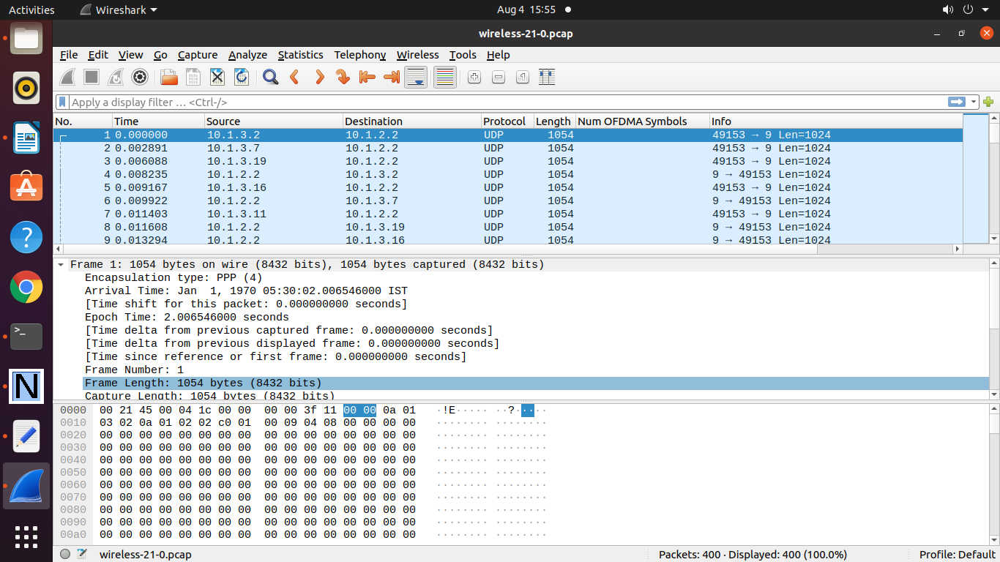 Activities Wireshark Aug 4 15:55
wireless-21-0.pcap
File Edit View Go Capture Analyze Statistics Telephony Wireless Tools Help
Apply a display filter … <Ctrl-/>
No. Time Source Destination Protocol Length Num OFDMA Symbols Info
1 0.000000 10.1.3.2 10.1.2.2 UDP 1054 49153 → 9 Len=1024
2 0.002891 10.1.3.7 10.1.2.2 UDP 1054 49153 → 9 Len=1024
3 0.006088 10.1.3.19 10.1.2.2 UDP 1054 49153 → 9 Len=1024
4 0.008235 10.1.2.2 10.1.3.2 UDP 1054 9 → 49153 Len=1024
5 0.009167 10.1.3.16 10.1.2.2 UDP 1054 49153 → 9 Len=1024
6 0.009922 10.1.2.2 10.1.3.7 UDP 1054 9 → 49153 Len=1024
7 0.011403 10.1.3.11 10.1.2.2 UDP 1054 49153 → 9 Len=1024
8 0.011608 10.1.2.2 10.1.3.19 UDP 1054 9 → 49153 Len=1024
9 0.013294 10.1.2.2 10.1.3.16 UDP 1054 9 → 49153 Len=1024
Frame 1: 1054 bytes on wire (8432 bits), 1054 bytes captured (8432 bits)
Encapsulation type: PPP (4)
Arrival Time: Jan  1, 1970 05:30:02.006546000 IST
[Time shift for this packet: 0.000000000 seconds]
Epoch Time: 2.006546000 seconds
[Time delta from previous captured frame: 0.000000000 seconds]
[Time delta from previous displayed frame: 0.000000000 seconds]
[Time since reference or first frame: 0.000000000 seconds]
Frame Number: 1
Frame Length: 1054 bytes (8432 bits)
Capture Length: 1054 bytes (8432 bits)
0000 00 21 45 00 04 1c 00 00 00 00 3f 11 00 00 0a 01 ·!E····· ··?·····
0010 03 02 0a 01 02 02 c0 01 00 09 04 08 00 00 00 00 ········ ········
0020 00 00 00 00 00 00 00 00 00 00 00 00 00 00 00 00 ········ ········
0030 00 00 00 00 00 00 00 00 00 00 00 00 00 00 00 00 ········ ········
0040 00 00 00 00 00 00 00 00 00 00 00 00 00 00 00 00 ········ ········
0050 00 00 00 00 00 00 00 00 00 00 00 00 00 00 00 00 ········ ········
0060 00 00 00 00 00 00 00 00 00 00 00 00 00 00 00 00 ········ ········
0070 00 00 00 00 00 00 00 00 00 00 00 00 00 00 00 00 ········ ········
0080 00 00 00 00 00 00 00 00 00 00 00 00 00 00 00 00 ········ ········
0090 00 00 00 00 00 00 00 00 00 00 00 00 00 00 00 00 ········ ········
00a0 00 00 00 00 00 00 00 00 00 00 00 00 00 00 00 00 ········ ········
wireless-21-0.pcap Packets: 400 · Displayed: 400 (100.0%) Profile: Default